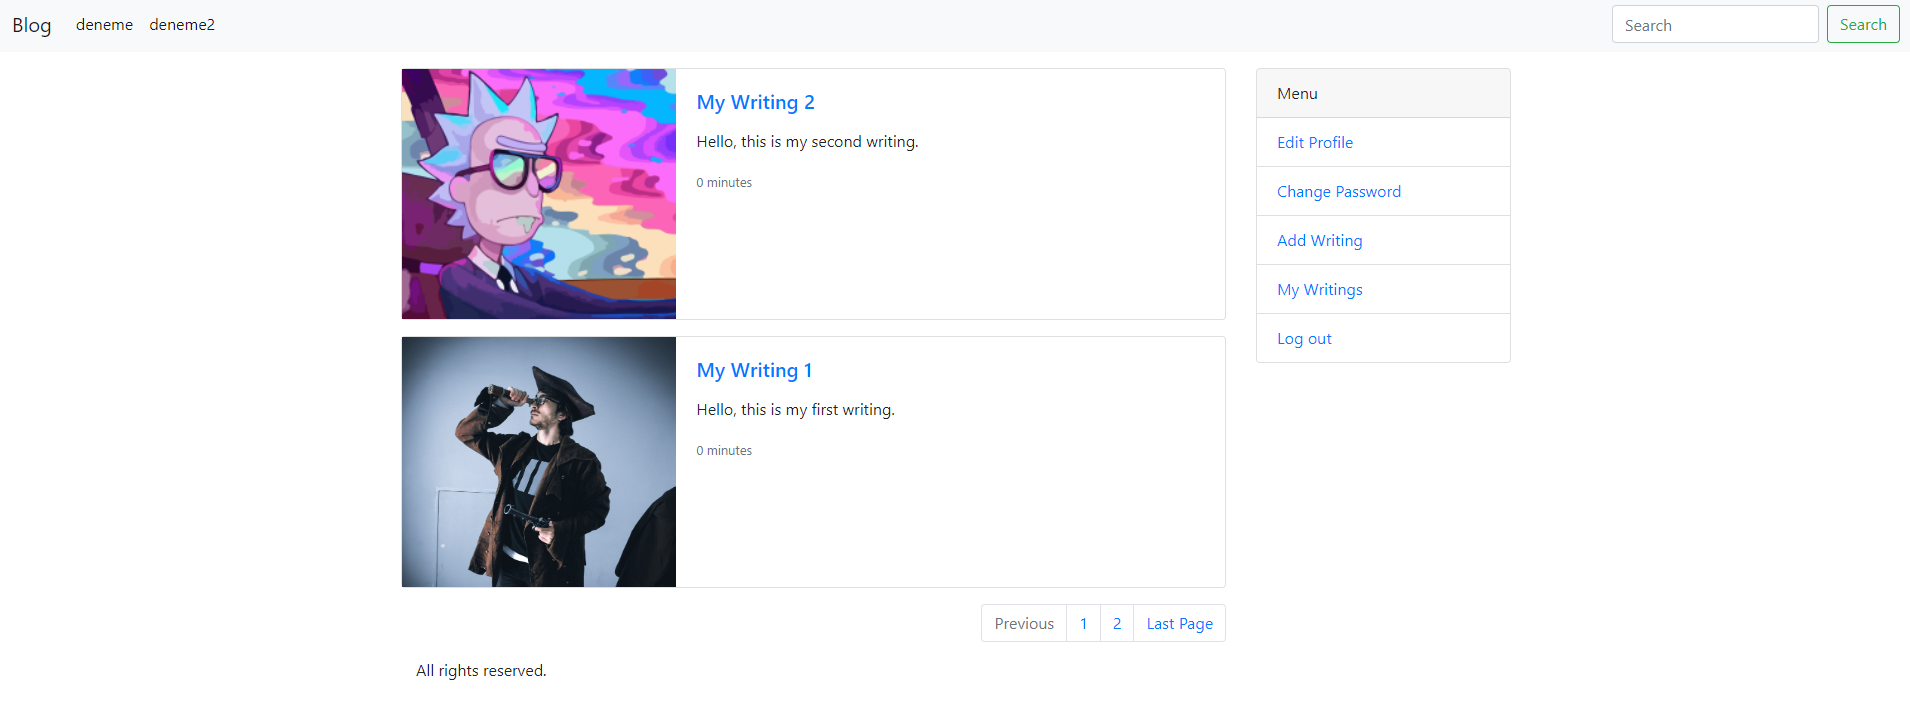 Blog deneme deneme2 Search Search
My Writing 2
Hello, this is my second writing.
0 minutes
My Writing 1
Hello, this is my first writing.
0 minutes
Previous 1 2 Last Page
Menu
Edit Profile
Change Password
Add Writing
My Writings
Log out
All rights reserved.